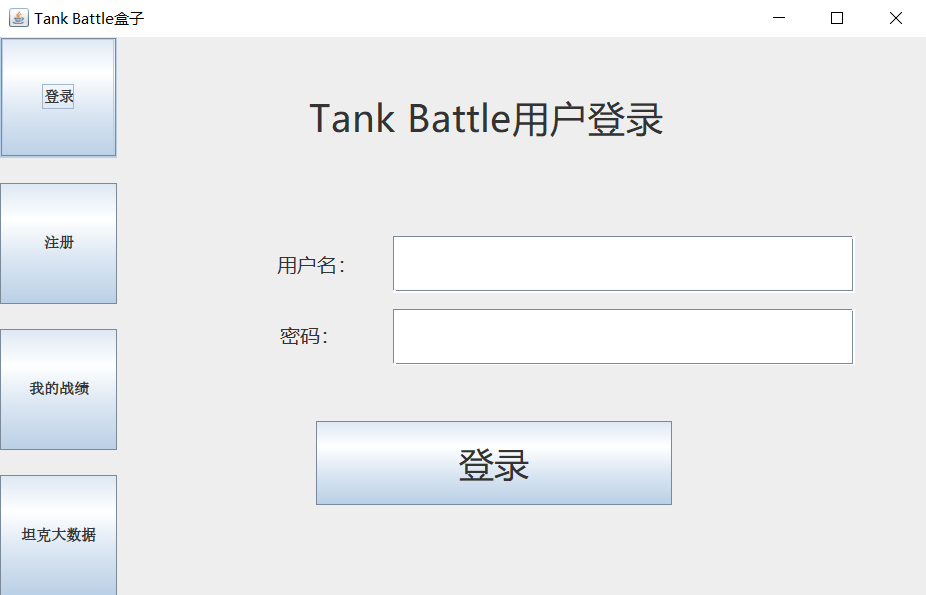 Tank Battle盒子
登录
注册
我的战绩
坦克大数据
Tank Battle用户登录
用户名：
密码：
登录